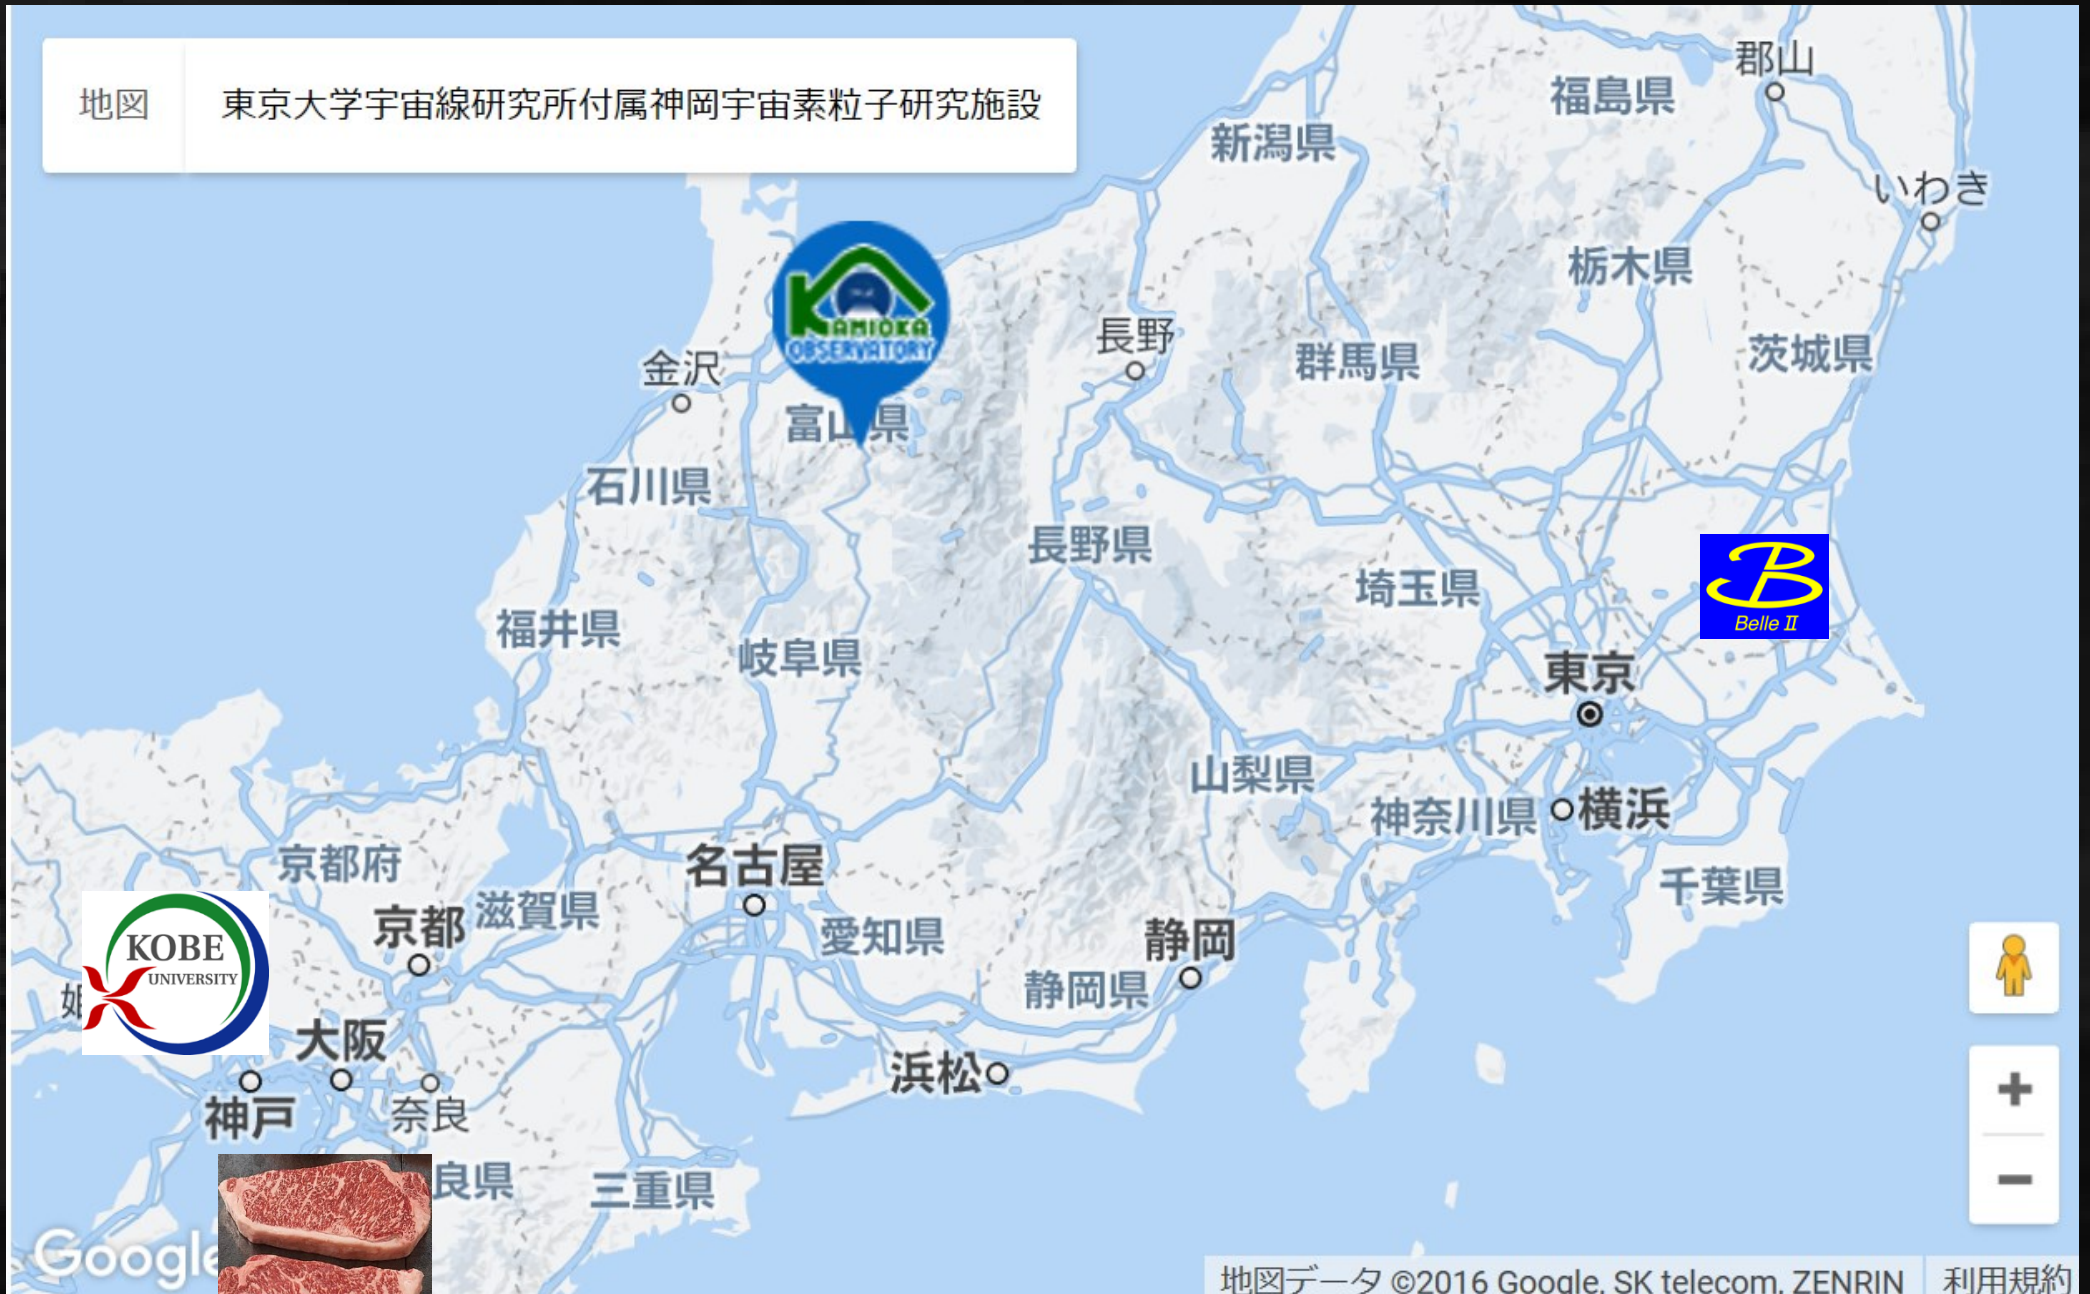 地図
東京大学宇宙線研究所付属神岡宇宙素粒子研究施設
郡山
福島県
新潟県
いわき
栃木県
KAMIOKA
OBSERVATORY
長野
群馬県
茨城県
金沢
富山県
石川県
長野県
埼玉県
Belle II
福井県
岐阜県
東京
山梨県
神奈川県
横浜
京都府
名古屋
千葉県
滋賀県
京都
愛知県
静岡
KOBE
UNIVERSITY
静岡県
姫
大阪
浜松
神戸
奈良
良県
三重県
Google
地図データ ©2016 Google, SK telecom, ZENRIN
利用規約